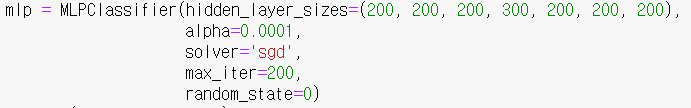 mlp = MLPClassifier(hidden_layer_sizes=(200, 200, 200, 300, 200, 200, 200),
alpha=0.0001,
solver='sgd',
max_iter=200,
random_state=0)